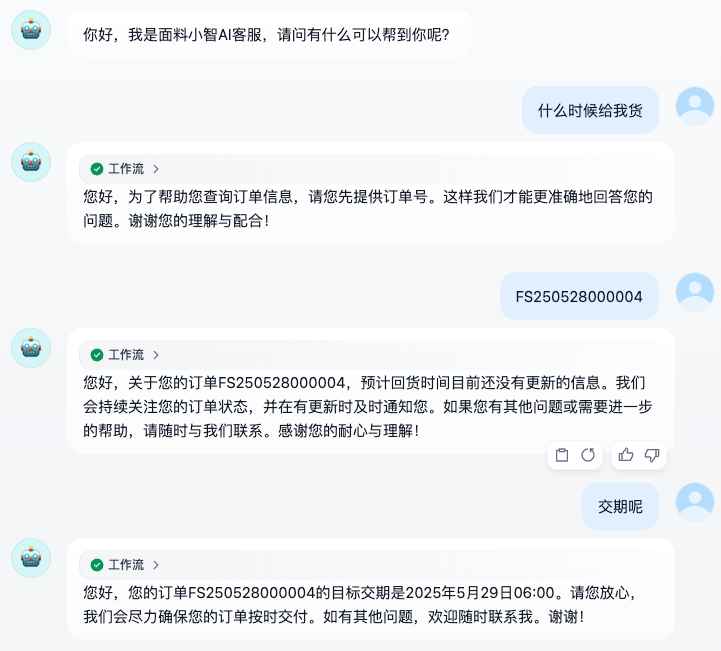 你好，我是面料小智AI客服，请问有什么可以帮到你呢?
什么时候给我货
工作流
您好，为了帮助您查询订单信息，请您先提供订单号。这样我们才能更准确地回答您的
问题。谢谢您的理解与配合！
FS250528000004
工作流
您好，关于您的订单FS250528000004，预计回货时间目前还没有更新的信息。我们
会持续关注您的订单状态，并在有更新时及时通知您。如果您有其他问题或需要进一步
的帮助，请随时与我们联系。感谢您的耐心与理解！
交期呢
工作流
您好，您的订单FS250528000004的目标交期是2025年5月29日06:00。请您放心，
我们会尽力确保您的订单按时交付。如有其他问题，欢迎随时联系我。谢谢！